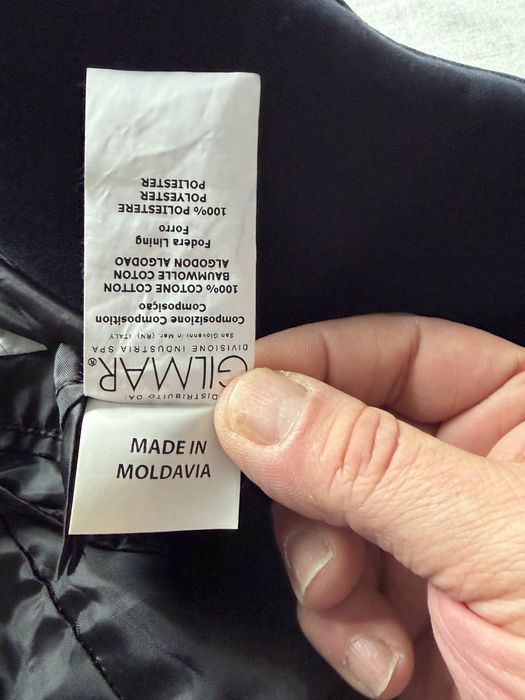 DISTRIBUITO DA:
GILMAR®
DIVISIONE INDUSTRIA SPA
San Giovanni in Mar. (RN) ITALY
Composizione Composition
Composiçao
100% COTONE COTTON
BAUMWOLLE COTON
ALGODON ALGODAO
Fodera Lining
Forro
100% POLIESTERE
POLYESTER
POLIESTER
MADE IN
MOLDAVIA